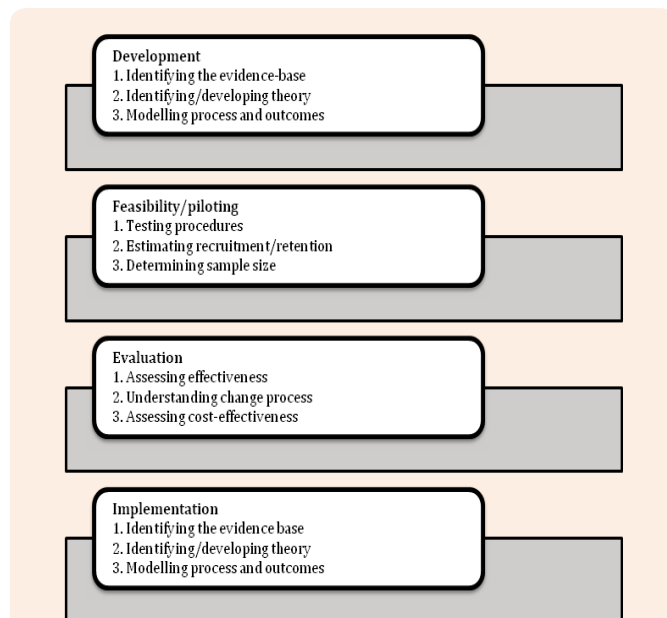 Development
1. Identifying the evidence-base
2. Identifying/developing theory
3. Modelling process and outcomes
Feasibility/piloting
1. Testing procedures
2. Estimating recruitment/retention
3. Determining sample size
Evaluation
1. Assessing effectiveness
2. Understanding change process
3. Assessing cost-effectiveness
Implementation
1. Identifying the evidence base
2. Identifying/developing theory
3. Modelling process and outcomes